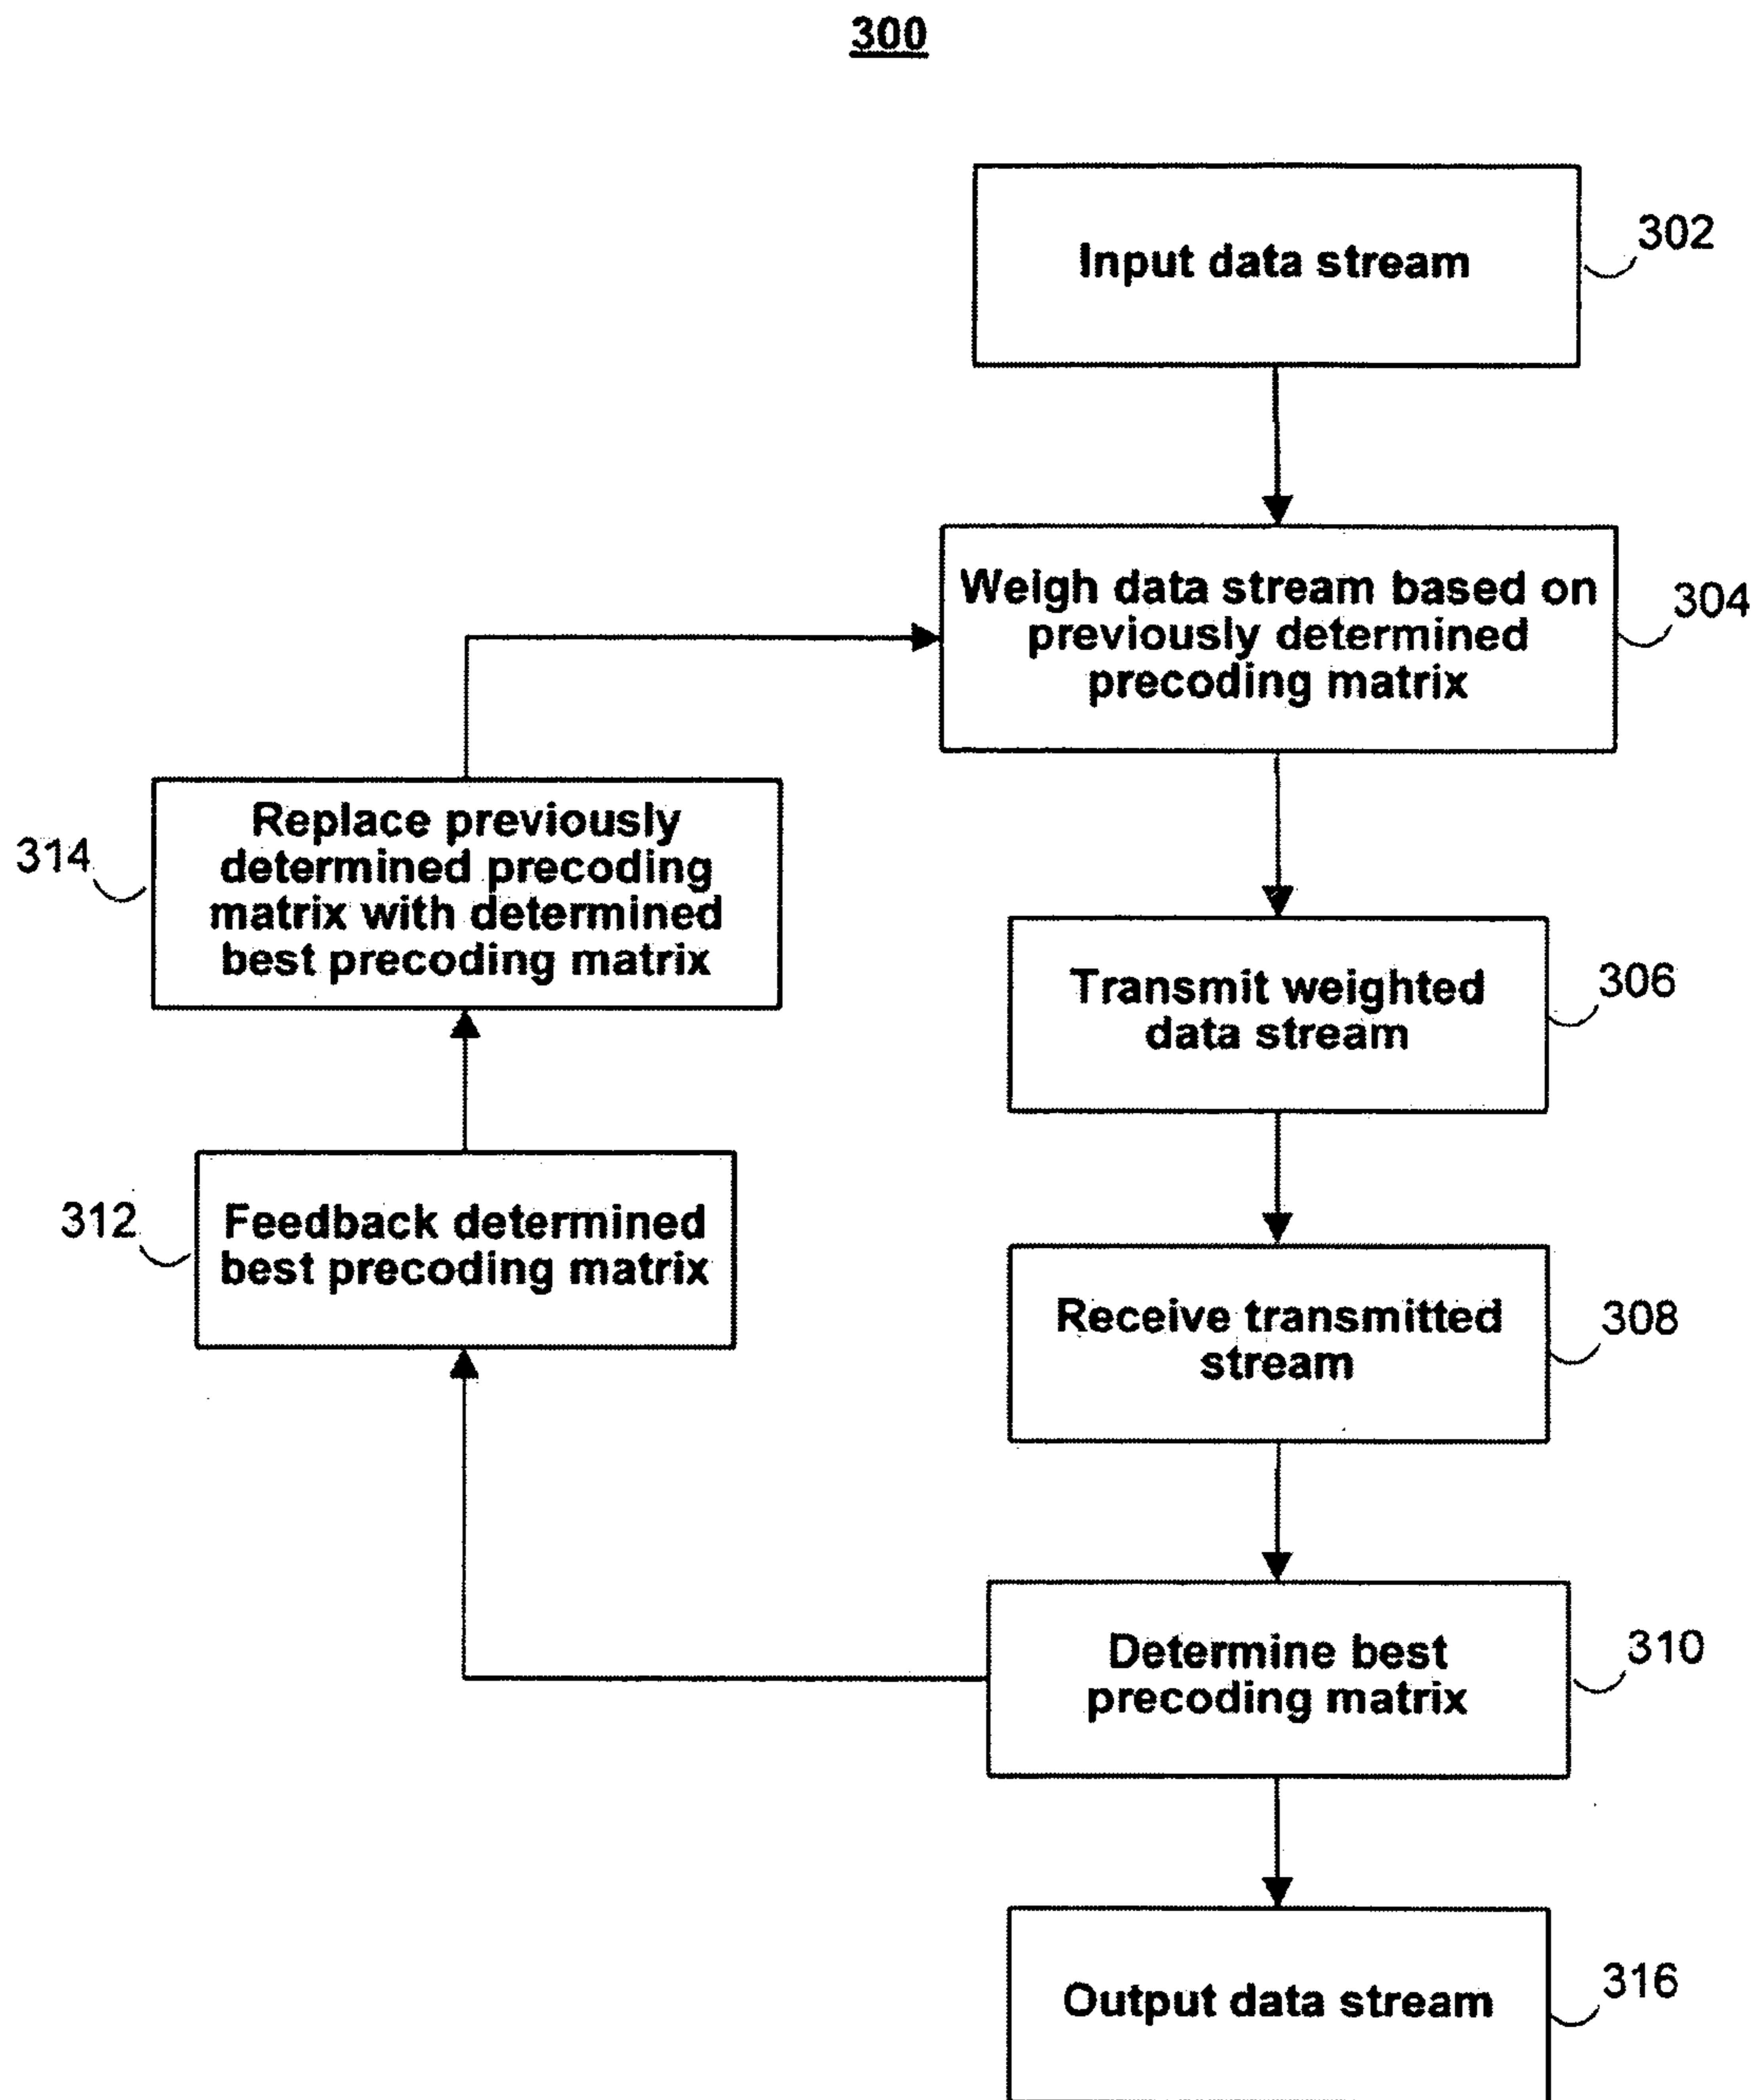 300
Input data stream
302
Weigh data stream based on
previously determined
precoding matrix
304
Replace previously
determined precoding
matrix with determined
best precoding matrix
314
Transmit weighted
data stream
306
Feedback determined
best precoding matrix
312
Receive transmitted
stream
308
Determine best
precoding matrix
310
Output data stream
316